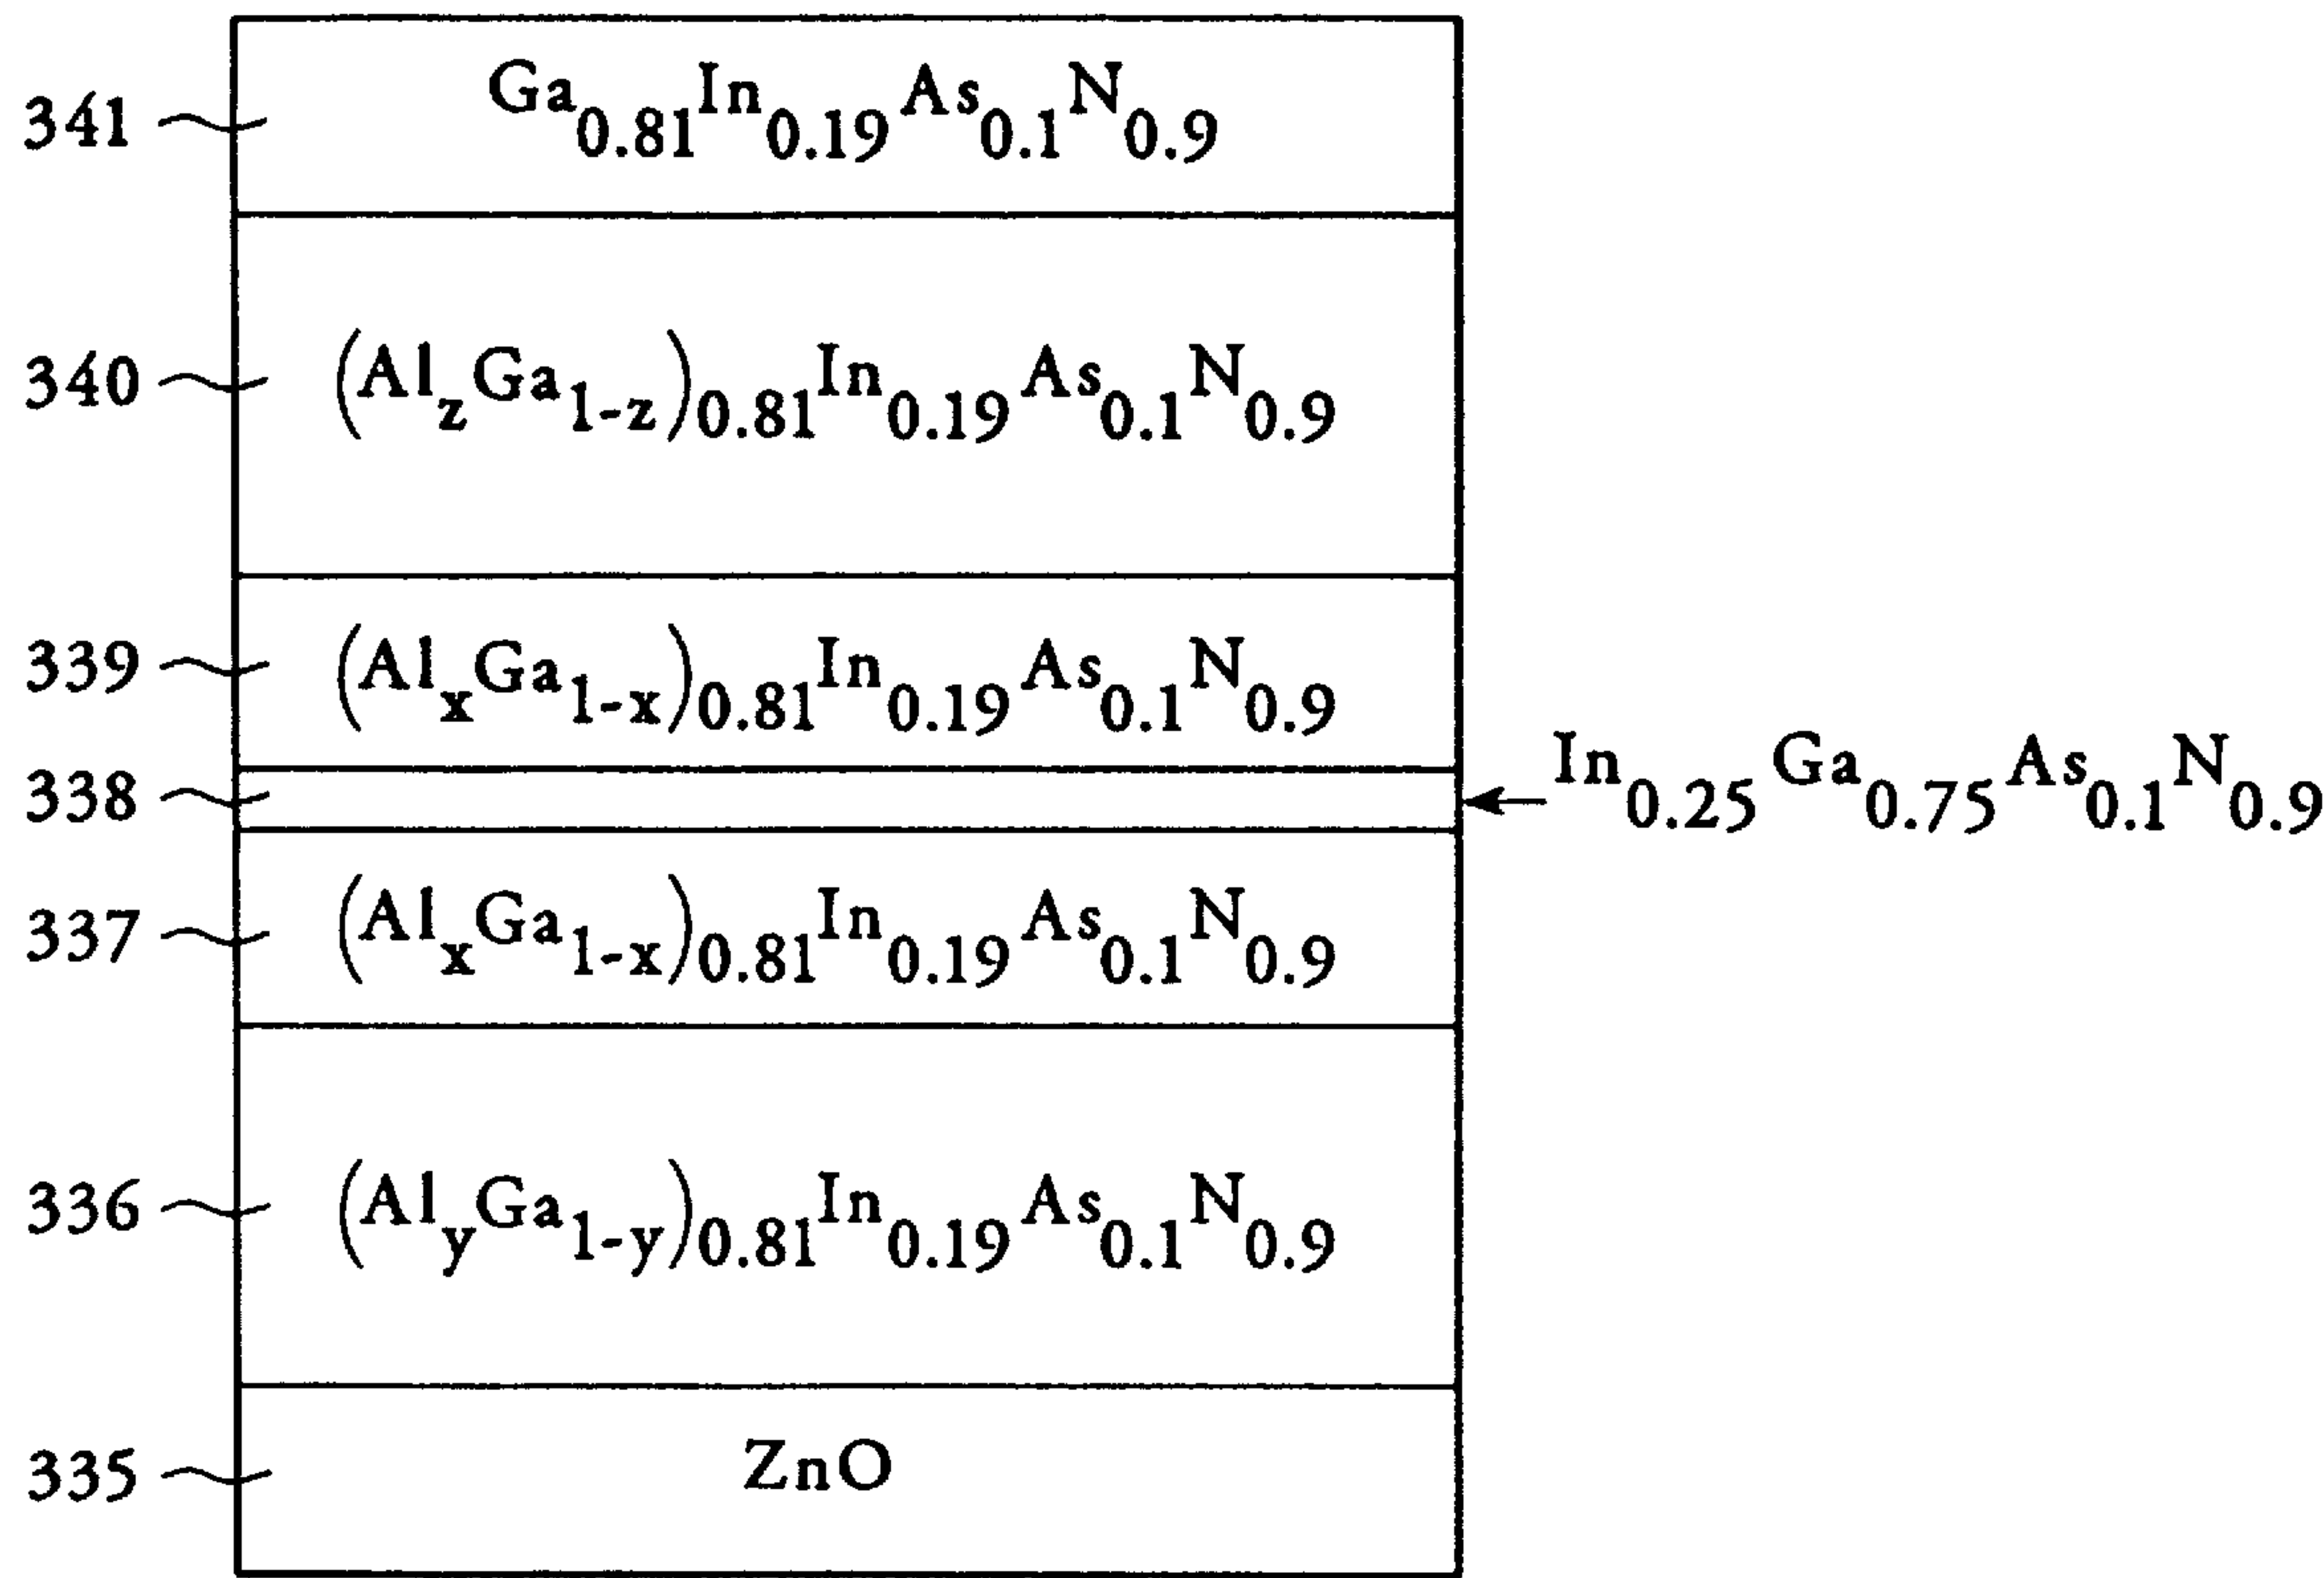 341 Ga0.81In0.19As0.1N0.9
340 (AlzGa1-z)0.81In0.19As0.1N0.9
339 (AlxGa1-x)0.81In0.19As0.1N0.9
338 In0.25Ga0.75As0.1N0.9
337 (AlxGa1-x)0.81In0.19As0.1N0.9
336 (AlyGa1-y)0.81In0.19As0.1N0.9
335 ZnO